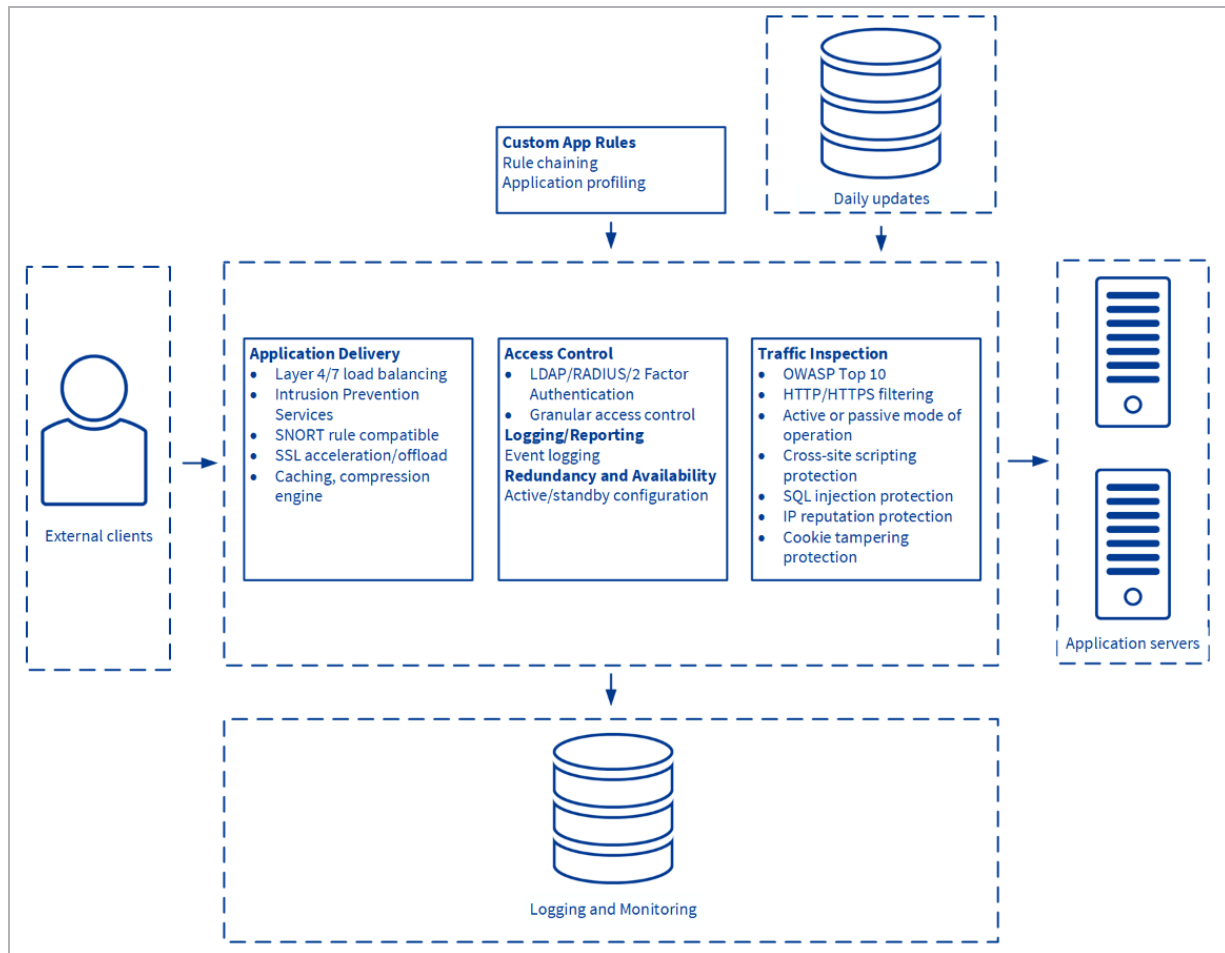 Custom App Rules
Rule chaining
Application profiling
Daily updates
External clients
Application Delivery
• Layer 4/7 load balancing
• Intrusion Prevention
Services
• SNORT rule compatible
• SSL acceleration/offload
• Caching, compression
engine
Access Control
• LDAP/RADIUS/2 Factor
Authentication
• Granular access control
Logging/Reporting
Event logging
Redundancy and Availability
Active/standby configuration
Traffic Inspection
• OWASP Top 10
• HTTP/HTTPS filtering
• Active or passive mode of
operation
• Cross-site scripting
protection
• SQL injection protection
• IP reputation protection
• Cookie tampering
protection
Application servers
Logging and Monitoring